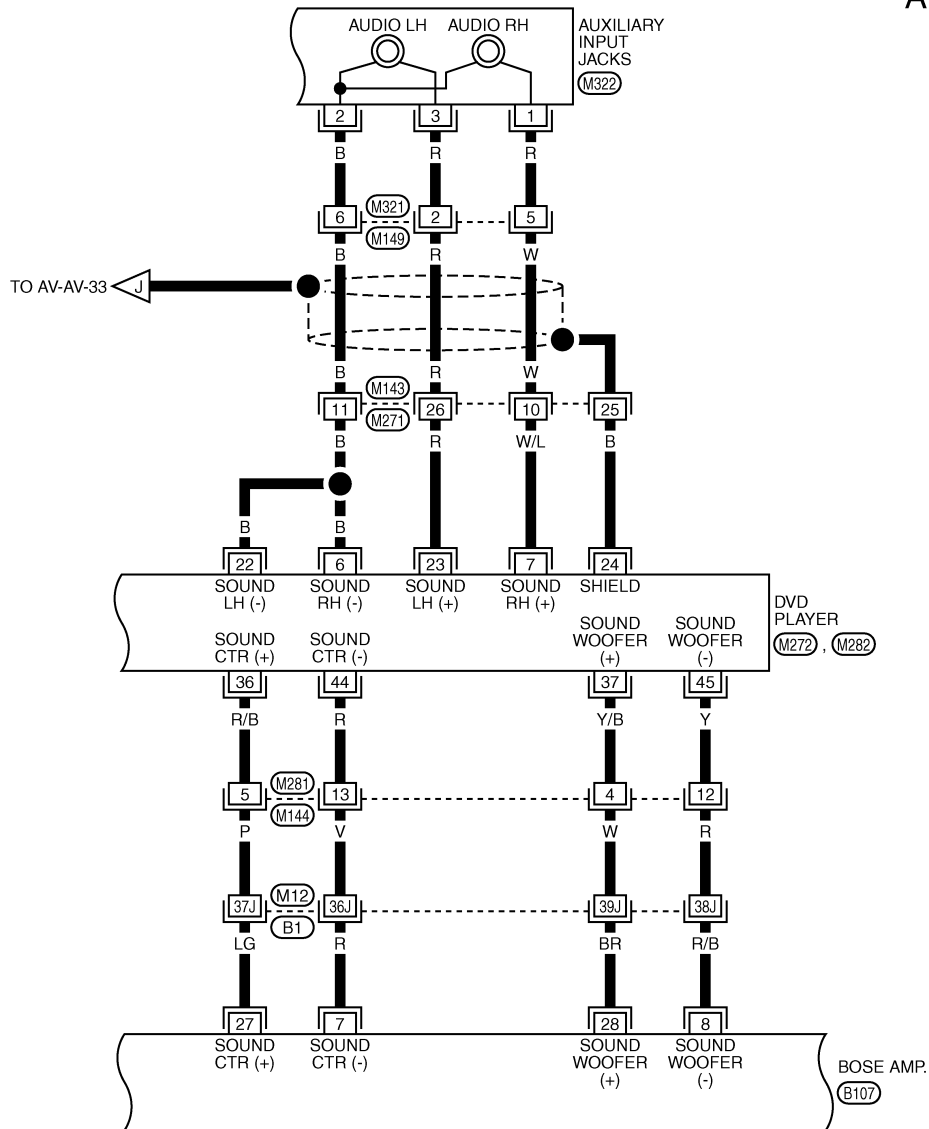 A
AUDIO LH AUDIO RH
AUXILIARY
INPUT
JACKS
M322
2 3 1
B R R
M321
6 2 5
M149
B R W
TO AV-AV-33 J
B R W
M143
11 26 10 25
M271
B R W/L B
B B
22 6 23 7 24
SOUND
LH (-)
SOUND
RH (-)
SOUND
LH (+)
SOUND
RH (+)
SHIELD
DVD
PLAYER
M272 , M282
SOUND
CTR (+)
SOUND
CTR (-)
SOUND
WOOFER
(+)
SOUND
WOOFER
(-)
36 44 37 45
R/B R Y/B Y
M281
5 13 4 12
M144
P V W R
M12
37J 36J 39J 38J
B1
LG R BR R/B
27 7 28 8
SOUND
CTR (+)
SOUND
CTR (-)
SOUND
WOOFER
(+)
SOUND
WOOFER
(-)
BOSE AMP.
B107